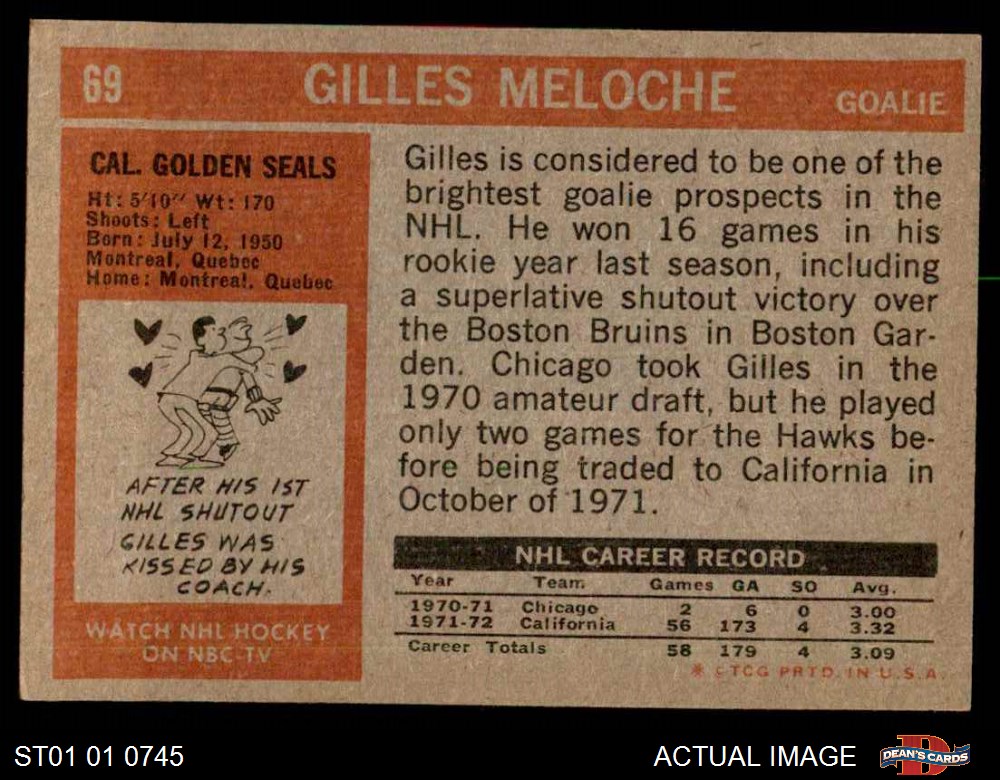 69 GILLES MELOCHE GOALIE
CAL. GOLDEN SEALS
Ht: 5'10" Wt: 170
Shoots: Left
Born: July 12, 1950
Montreal, Quebec
Home: Montreal, Quebec
AFTER HIS 1ST
NHL SHUTOUT
GILLES WAS
KISSED BY HIS
COACH.
WATCH NHL HOCKEY
ON NBC-TV
Gilles is considered to be one of the
brightest goalie prospects in the
NHL. He won 16 games in his
rookie year last season, including
a superlative shutout victory over
the Boston Bruins in Boston Gar-
den. Chicago took Gilles in the
1970 amateur draft, but he played
only two games for the Hawks be-
fore being traded to California in
October of 1971.
NHL CAREER RECORD
Year Team Games GA SO Avg.
1970-71 Chicago 2 6 0 3.00
1971-72 California 56 173 4 3.32
Career Totals 58 179 4 3.09
* © TCG PRTD. IN U.S.A.
ST01 01 0745
ACTUAL IMAGE
DEAN'S CARDS